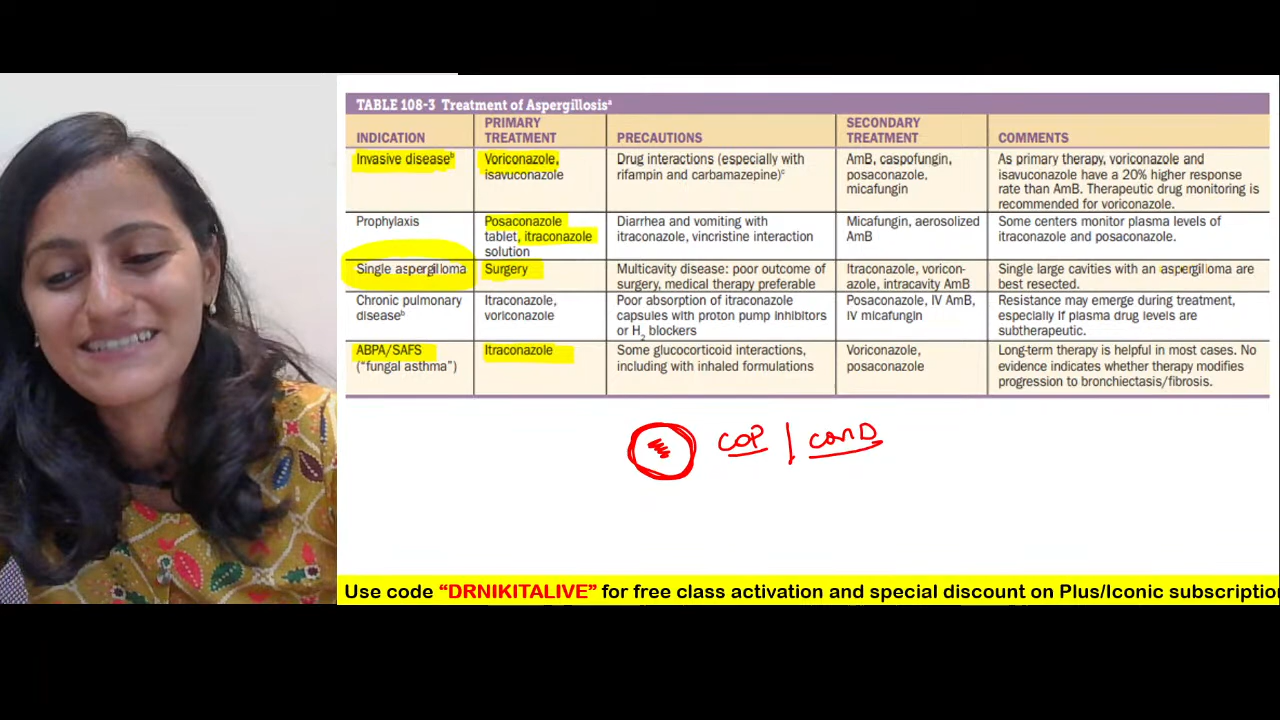 TABLE 108-3 Treatment of Aspergillosisᵃ
INDICATION PRIMARY TREATMENT PRECAUTIONS SECONDARY TREATMENT COMMENTS
Invasive diseaseᵇ
Voriconazole,
isavuconazole
Drug interactions (especially with
rifampin and carbamazepine)ᶜ
AmB, caspofungin,
posaconazole,
micafungin
As primary therapy, voriconazole and
isavuconazole have a 20% higher response
rate than AmB. Therapeutic drug monitoring is
recommended for voriconazole.
Prophylaxis
Posaconazole
tablet, itraconazole
solution
Diarrhea and vomiting with
itraconazole, vincristine interaction
Micafungin, aerosolized
AmB
Some centers monitor plasma levels of
itraconazole and posaconazole.
Single aspergilloma
Surgery
Multicavity disease: poor outcome of
surgery, medical therapy preferable
Itraconazole, voricon-
azole, intracavity AmB
Single large cavities with an aspergilloma are
best resected.
Chronic pulmonary
diseaseᵇ
Itraconazole,
voriconazole
Poor absorption of itraconazole
capsules with proton pump inhibitors
or H₂ blockers
Posaconazole, IV AmB,
IV micafungin
Resistance may emerge during treatment,
especially if plasma drug levels are
subtherapeutic.
ABPA/SAFS
(“fungal asthma”)
Itraconazole
Some glucocorticoid interactions,
including with inhaled formulations
Voriconazole,
posaconazole
Long-term therapy is helpful in most cases. No
evidence indicates whether therapy modifies
progression to bronchiectasis/fibrosis.
COP | COND
Use code “DRNIKITALIVE” for free class activation and special discount on Plus/Iconic subscription